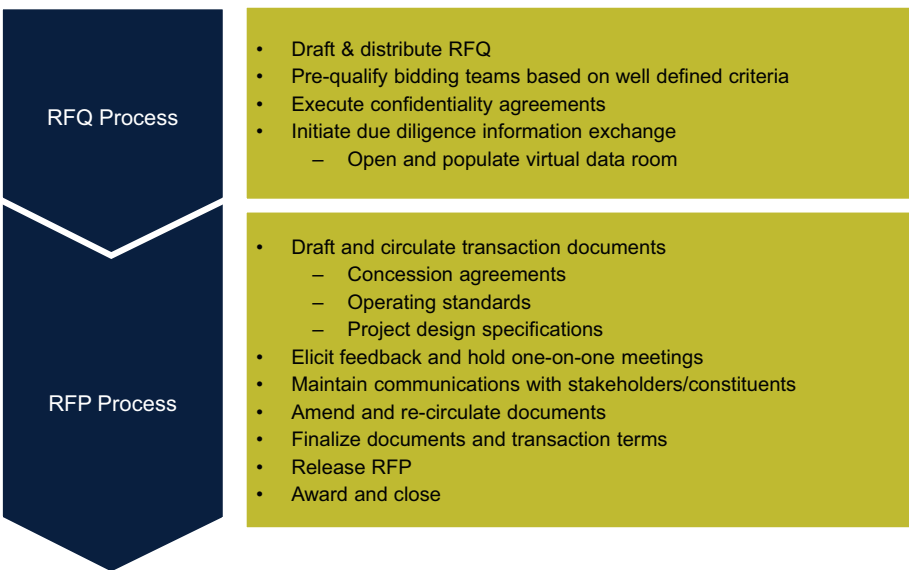 RFQ Process
• Draft & distribute RFQ
• Pre-qualify bidding teams based on well defined criteria
• Execute confidentiality agreements
• Initiate due diligence information exchange
– Open and populate virtual data room
RFP Process
• Draft and circulate transaction documents
– Concession agreements
– Operating standards
– Project design specifications
• Elicit feedback and hold one-on-one meetings
• Maintain communications with stakeholders/constituents
• Amend and re-circulate documents
• Finalize documents and transaction terms
• Release RFP
• Award and close